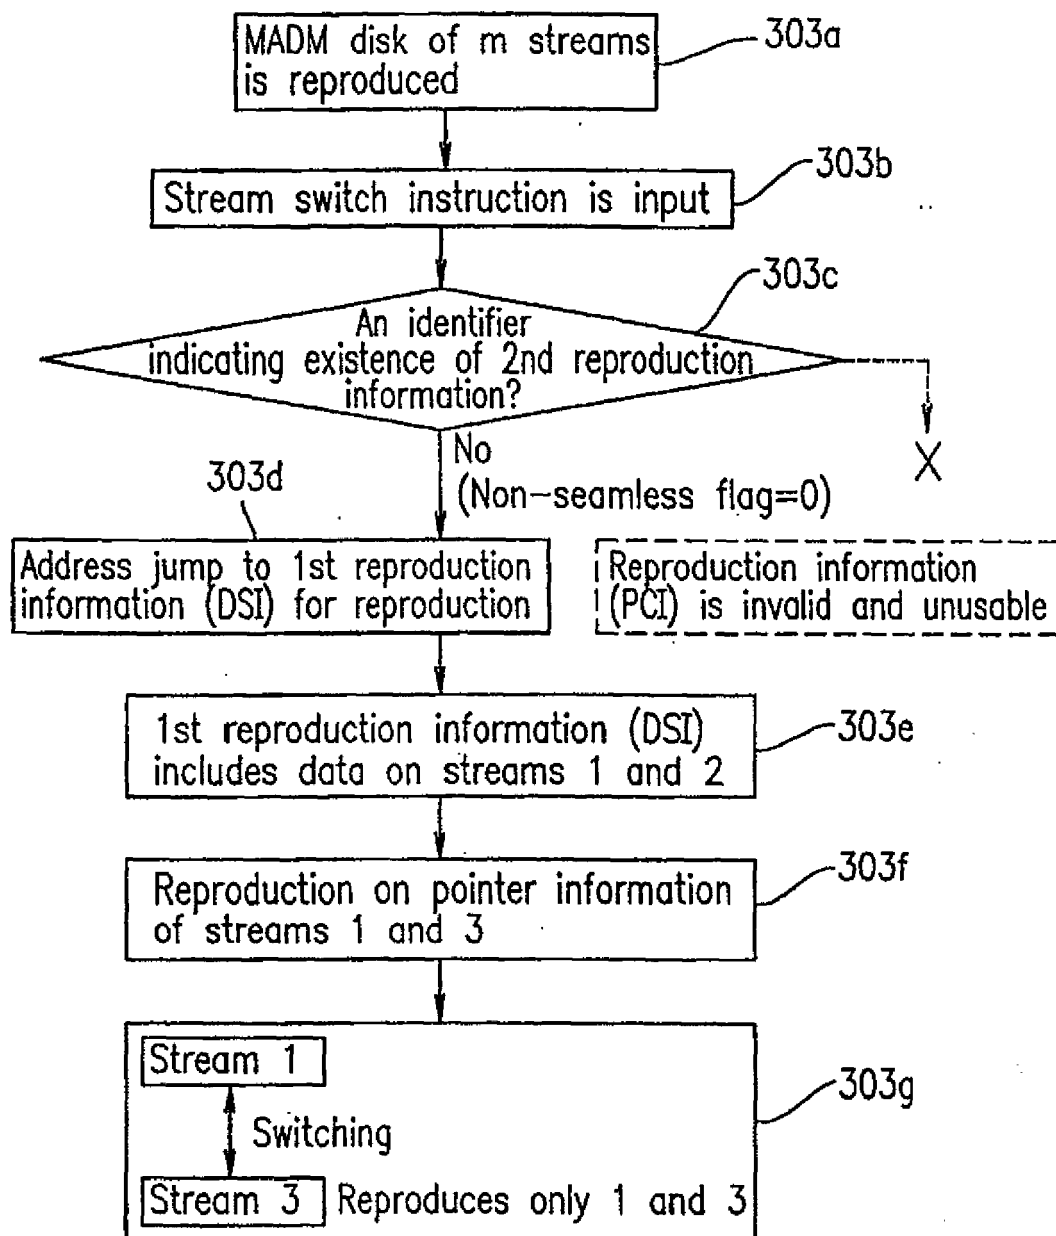 MADM disk of m streams
is reproduced
303a
Stream switch instruction is input
303b
303c
An identifier
indicating existence of 2nd reproduction
information?
X
No
(Non-seamless flag=0)
303d
Address jump to 1st reproduction
information (DSI) for reproduction
Reproduction information
(PCI) is invalid and unusable
1st reproduction information (DSI)
includes data on streams 1 and 2
303e
Reproduction on pointer information
of streams 1 and 3
303f
Stream 1
Switching
Stream 3 Reproduces only 1 and 3
303g